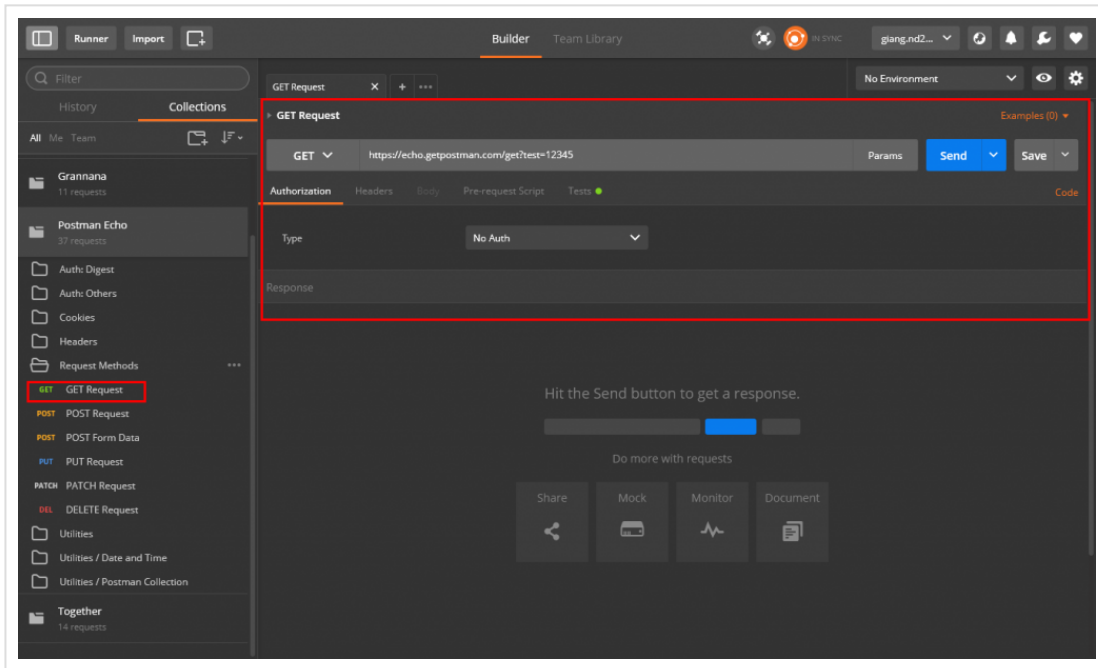 Runner Import Builder Team Library IN SYNC giang.nd2...
Filter
History Collections
All Me Team
Grannana
11 requests
Postman Echo
37 requests
Auth: Digest
Auth: Others
Cookies
Headers
Request Methods
GET GET Request
POST POST Request
POST POST Form Data
PUT PUT Request
PATCH PATCH Request
DEL DELETE Request
Utilities
Utilities / Date and Time
Utilities / Postman Collection
Together
14 requests
GET Request X + ••• No Environment
GET Request Examples (0)
GET https://echo.getpostman.com/get?test=12345 Params Send Save
Authorization Headers Body Pre-request Script Tests Code
Type No Auth
Response
Hit the Send button to get a response.
Do more with requests
Share Mock Monitor Document